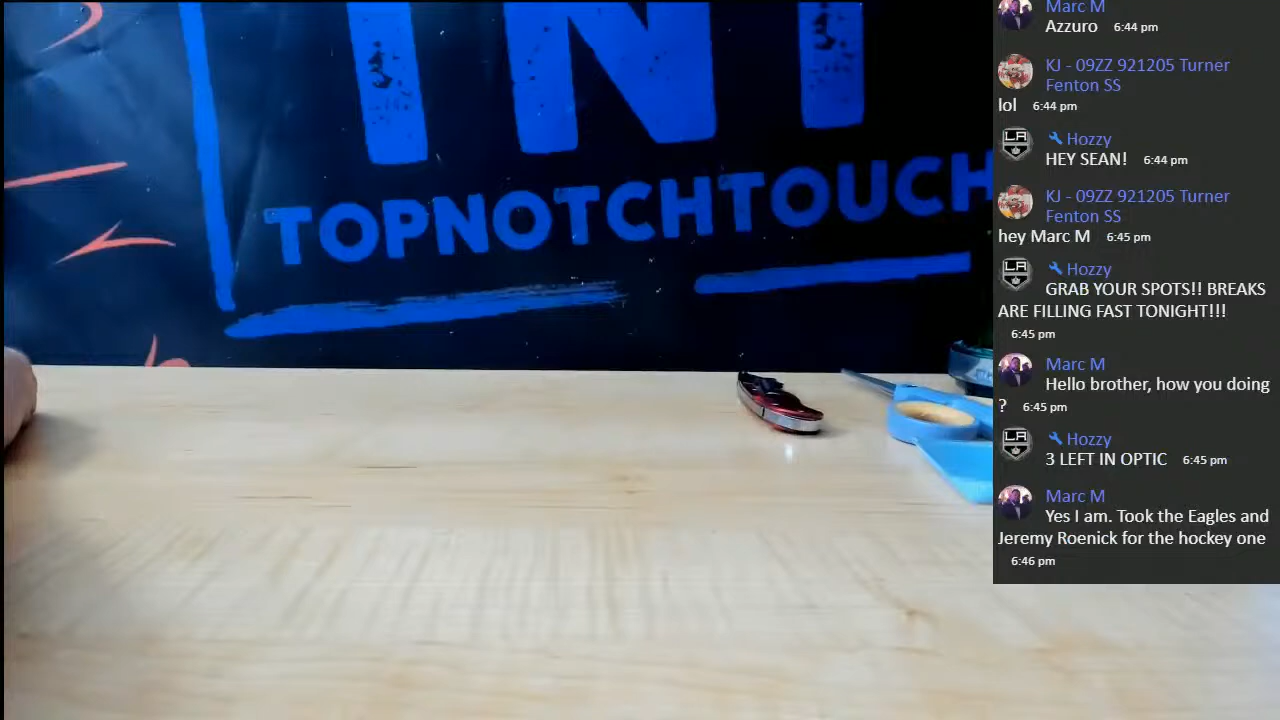 TNT
TOPNOTCHTOUCH
Marc M
Azzuro 6:44 pm
KJ - 09ZZ 921205 Turner
Fenton SS
lol 6:44 pm
Hozzy
HEY SEAN! 6:44 pm
KJ - 09ZZ 921205 Turner
Fenton SS
hey Marc M 6:45 pm
Hozzy
GRAB YOUR SPOTS!! BREAKS
ARE FILLING FAST TONIGHT!!!
6:45 pm
Marc M
Hello brother, how you doing
? 6:45 pm
Hozzy
3 LEFT IN OPTIC 6:45 pm
Marc M
Yes I am. Took the Eagles and
Jeremy Roenick for the hockey one
6:46 pm